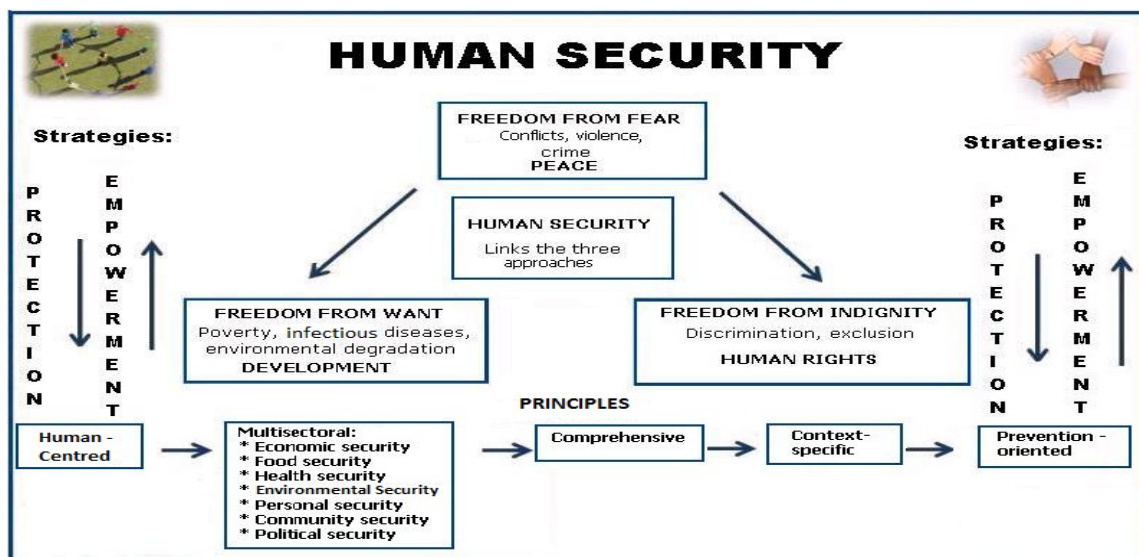 HUMAN SECURITY
Strategies:
PROTECTION
EMPOWERMENT
FREEDOM FROM FEAR
Conflicts, violence,
crime
PEACE
HUMAN SECURITY
Links the three
approaches
FREEDOM FROM WANT
Poverty, infectious diseases,
environmental degradation
DEVELOPMENT
FREEDOM FROM INDIGNITY
Discrimination, exclusion
HUMAN RIGHTS
Strategies:
PROTECTION
EMPOWERMENT
PRINCIPLES
Human -
Centred
Multisectoral:
* Economic security
* Food security
* Health security
* Environmental Security
* Personal security
* Community security
* Political security
Comprehensive
Context-
specific
Prevention -
oriented